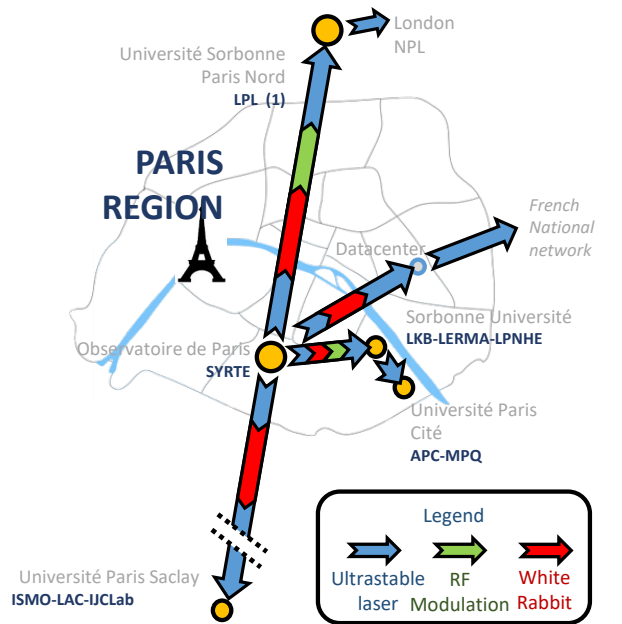 London
NPL
Université Sorbonne
Paris Nord
LPL (1)
PARIS
REGION
French
National
network
Datacenter
Sorbonne Université
LKB-LERMA-LPNHE
Observatoire de Paris
SYRTE
Université Paris
Cité
APC-MPQ
Université Paris Saclay
ISMO-LAC-IJCLab
Legend
Ultrastable
laser
RF
Modulation
White
Rabbit